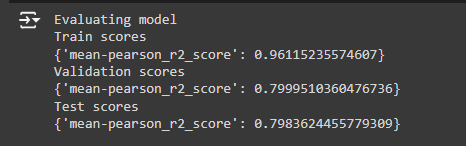 Evaluating model
Train scores
{'mean-pearson_r2_score': 0.96115235574607}
Validation scores
{'mean-pearson_r2_score': 0.7999510360476736}
Test scores
{'mean-pearson_r2_score': 0.7983624455779309}